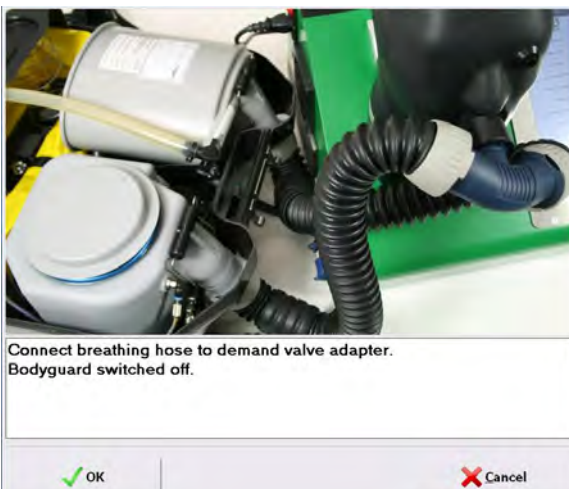 Connect breathing hose to demand valve adapter.
Bodyguard switched off.
OK
Cancel